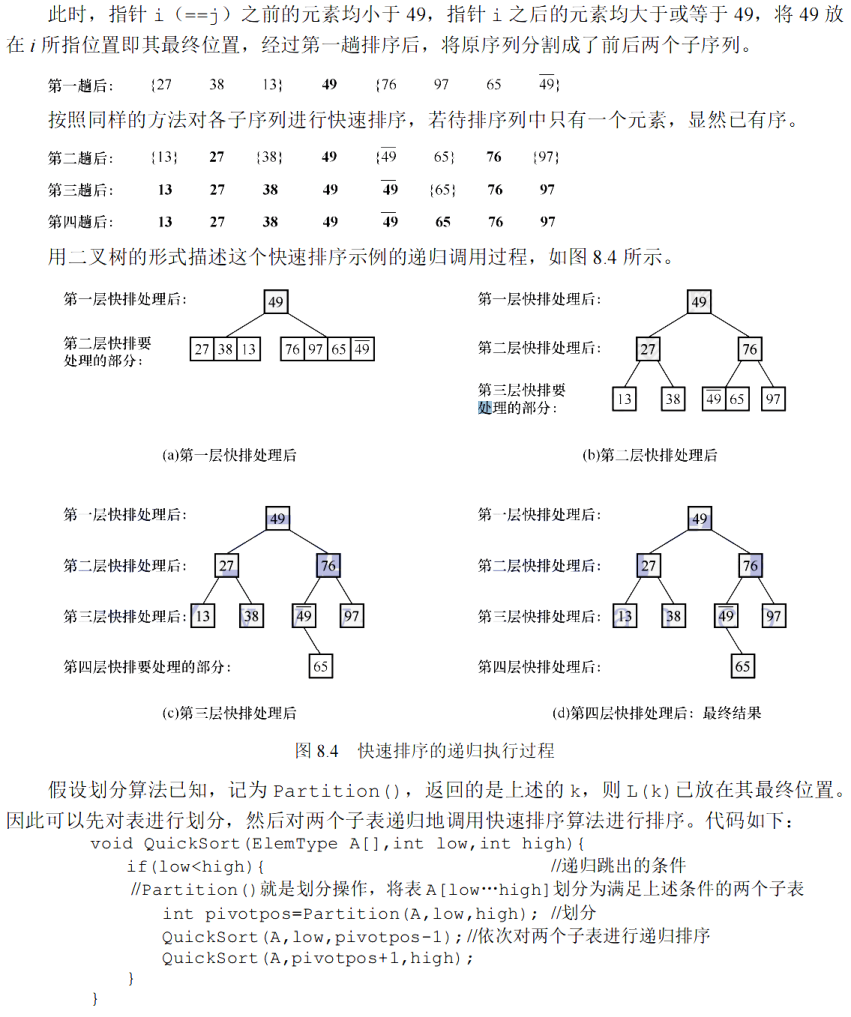 此时，指针 i（==j）之前的元素均小于 49，指针 i 之后的元素均大于或等于 49，将 49 放
在 i 所指位置即其最终位置，经过第一趟排序后，将原序列分割成了前后两个子序列。
第一趟后： {27 38 13} 49 {76 97 65 4̅9̅}
按照同样的方法对各子序列进行快速排序，若待排序列中只有一个元素，显然已有序。
第二趟后： {13} 27 {38} 49 {4̅9̅ 65} 76 {97}
第三趟后： 13 27 38 49 4̅9̅ {65} 76 97
第四趟后： 13 27 38 49 4̅9̅ 65 76 97
用二叉树的形式描述这个快速排序示例的递归调用过程，如图 8.4 所示。
第一层快排处理后： 49
第二层快排要
处理的部分：
27 38 13 76 97 65 4̅9̅
(a)第一层快排处理后
第一层快排处理后： 49
第二层快排处理后： 27 76
第三层快排要
处理的部分：
13 38 4̅9̅ 65 97
(b)第二层快排处理后
第一层快排处理后： 49
第二层快排处理后： 27 76
第三层快排处理后： 13 38 4̅9̅ 97
第四层快排要处理的部分： 65
(c)第三层快排处理后
第一层快排处理后： 49
第二层快排处理后： 27 76
第三层快排处理后： 13 38 4̅9̅ 97
第四层快排处理后： 65
(d)第四层快排处理后：最终结果
图 8.4 快速排序的递归执行过程
假设划分算法已知，记为 Partition()，返回的是上述的 k，则 L(k)已放在其最终位置。
因此可以先对表进行划分，然后对两个子表递归地调用快速排序算法进行排序。代码如下：
void QuickSort(ElemType A[],int low,int high){
if(low<high){ //递归跳出的条件
//Partition()就是划分操作，将表 A[low…high]划分为满足上述条件的两个子表
int pivotpos=Partition(A,low,high); //划分
QuickSort(A,low,pivotpos-1);//依次对两个子表进行递归排序
QuickSort(A,pivotpos+1,high);
}
}